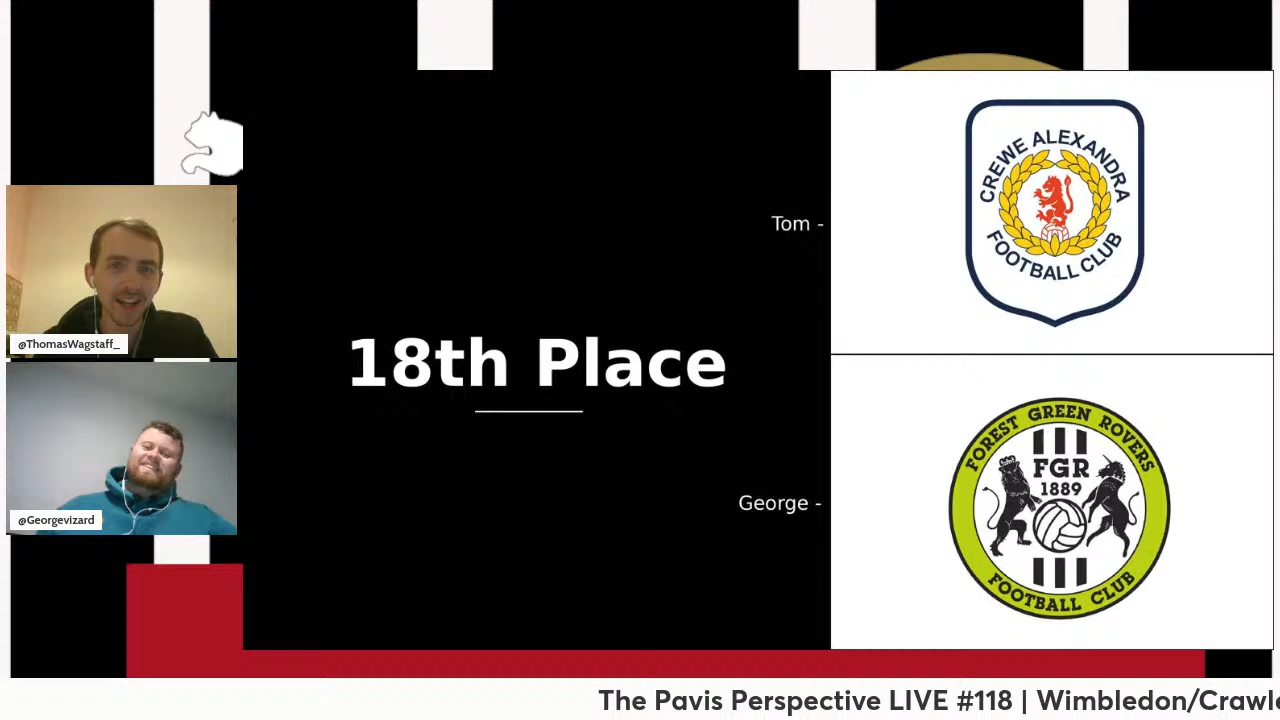 Tom -
CREWE ALEXANDRA
FOOTBALL CLUB
@ThomasWagstaff_
18th Place
FOREST GREEN ROVERS
FGR
1889
FOOTBALL CLUB
George -
@Georgevizard
The Pavis Perspective LIVE #118 | Wimbledon/Crawle